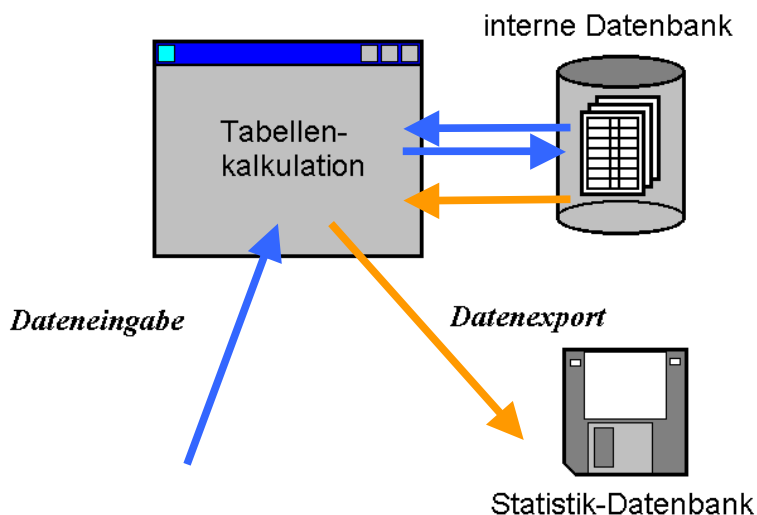 interne Datenbank
Tabellen-
kalkulation
Dateneingabe
Datenexport
Statistik-Datenbank